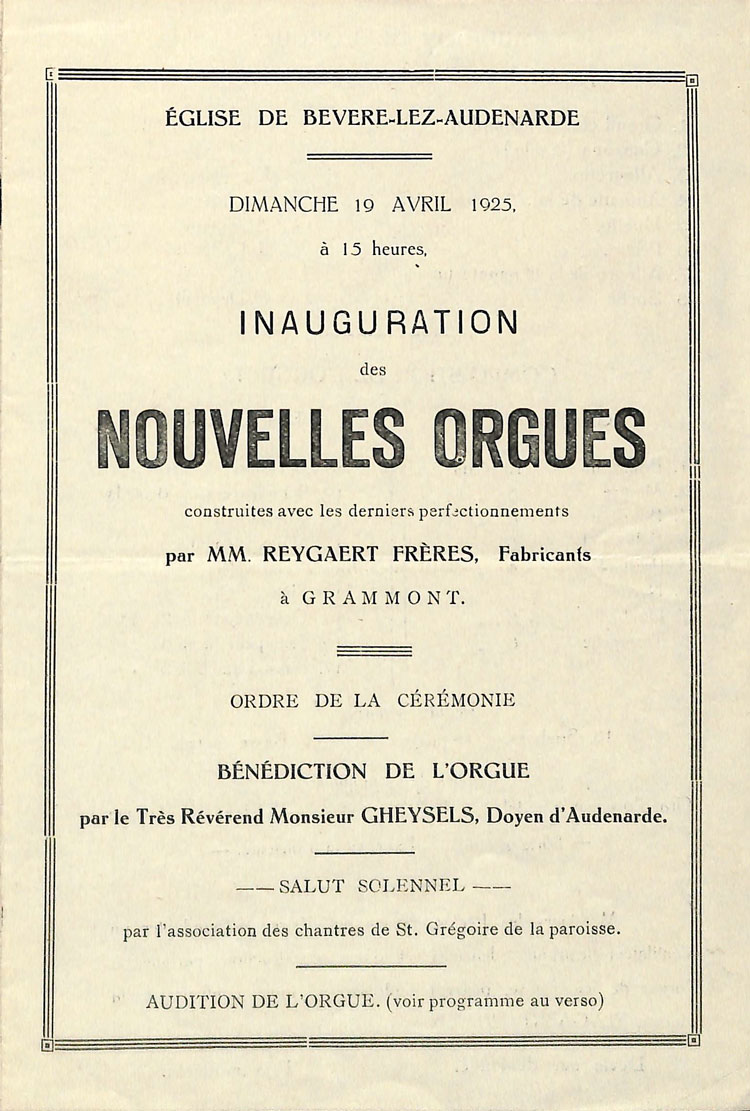 ÉGLISE DE BEVERE-LEZ-AUDENARDE
DIMANCHE 19 AVRIL 1925,
à 15 heures,
INAUGURATION
des
NOUVELLES ORGUES
construites avec les derniers perfectionnements
par MM. REYGAERT FRÈRES, Fabricants
à GRAMMONT.
ORDRE DE LA CÉRÉMONIE
BÉNÉDICTION DE L'ORGUE
par le Très Révérend Monsieur GHEYSELS, Doyen d'Audenarde.
—— SALUT SOLENNEL ——
par l'association des chantres de St. Grégoire de la paroisse.
AUDITION DE L'ORGUE. (voir programme au verso)